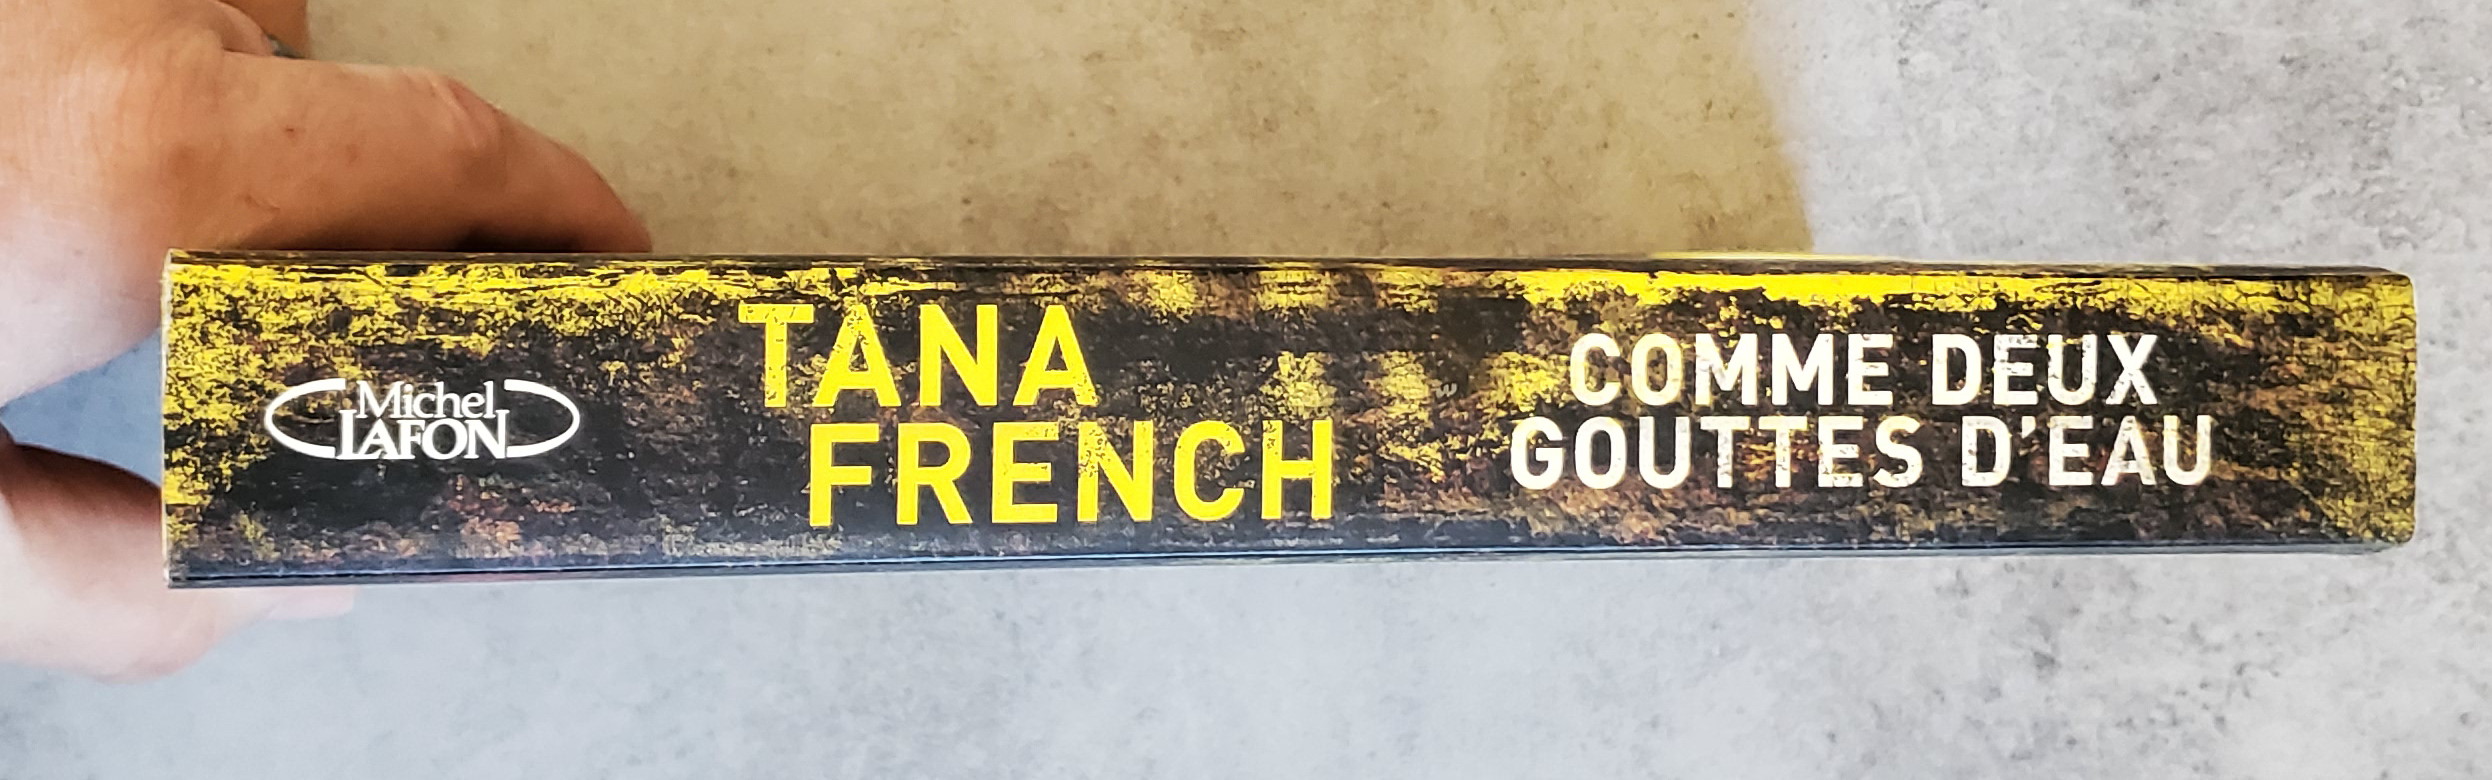 Michel
LAFON
TANA
FRENCH
COMME DEUX
GOUTTES D'EAU